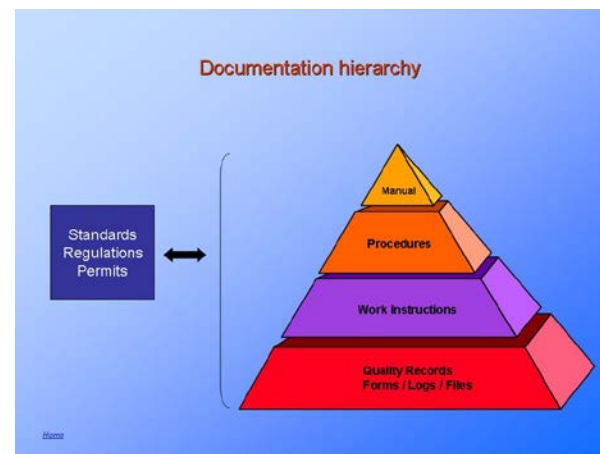 Documentation hierarchy
Manual
Standards
Regulations
Permits
Procedures
Work Instructions
Quality Records
Forms / Logs / Files
Home